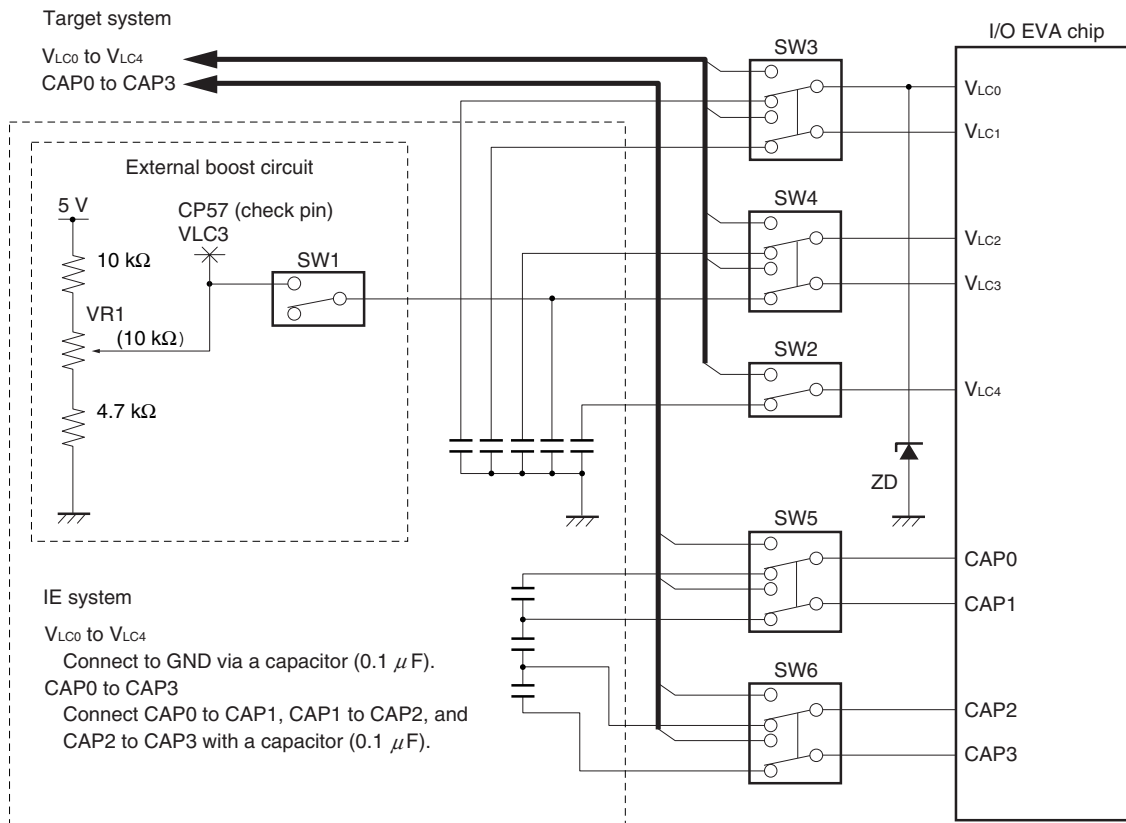 Target system
VLC0 to VLC4
CAP0 to CAP3
I/O EVA chip
SW3
VLC0
VLC1
External boost circuit
5 V
CP57 (check pin)
VLC3
10 kΩ
SW1
VR1
(10 kΩ)
4.7 kΩ
SW4
VLC2
VLC3
SW2
VLC4
ZD
SW5
CAP0
CAP1
IE system
VLC0 to VLC4
Connect to GND via a capacitor (0.1 μF).
CAP0 to CAP3
Connect CAP0 to CAP1, CAP1 to CAP2, and
CAP2 to CAP3 with a capacitor (0.1 μF).
SW6
CAP2
CAP3